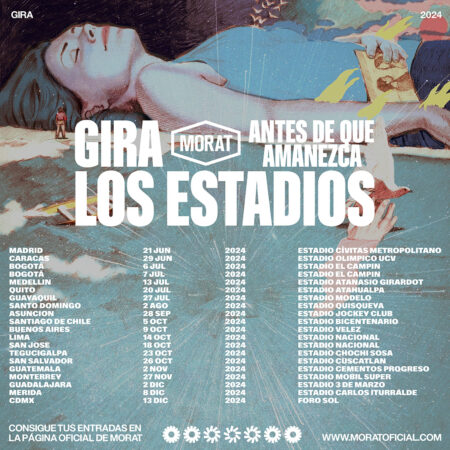 GIRA 2024
GIRA MORAT ANTES DE QUE AMANEZCA
LOS ESTADIOS
MADRID 21 JUN 2024 ESTADIO CÍVITAS METROPOLITANO
CARACAS 29 JUN 2024 ESTADIO OLIMPICO UCV
BOGOTÁ 6 JUL 2024 ESTADIO EL CAMPIN
BOGOTÁ 7 JUL 2024 ESTADIO EL CAMPIN
MEDELLIN 13 JUL 2024 ESTADIO ATANASIO GIRARDOT
QUITO 20 JUL 2024 ESTADIO ATAHUALPA
GUAYAQUIL 27 JUL 2024 ESTADIO MODELO
SANTO DOMINGO 2 AGO 2024 ESTADIO QUISQUEYA
ASUNCION 28 SEP 2024 ESTADIO JOCKEY CLUB
SANTIAGO DE CHILE 5 OCT 2024 ESTADIO BICENTENARIO
BUENOS AIRES 9 OCT 2024 ESTADIO VELEZ
LIMA 14 OCT 2024 ESTADIO NACIONAL
SAN JOSE 18 OCT 2024 ESTADIO NACIONAL
TEGUCIGALPA 23 OCT 2024 ESTADIO CHOCHI SOSA
SAN SALVADOR 26 OCT 2024 ESTADIO CUSCATLAN
GUATEMALA 2 NOV 2024 ESTADIO CEMENTOS PROGRESO
MONTERREY 27 NOV 2024 ESTADIO MOBIL SUPER
GUADALAJARA 2 DIC 2024 ESTADIO 3 DE MARZO
MERIDA 8 DIC 2024 ESTADIO CARLOS ITURRALDE
CDMX 13 DIC 2024 FORO SOL
CONSIGUE TUS ENTRADAS EN
LA PÁGINA OFICIAL DE MORAT
WWW.MORATOFICIAL.COM